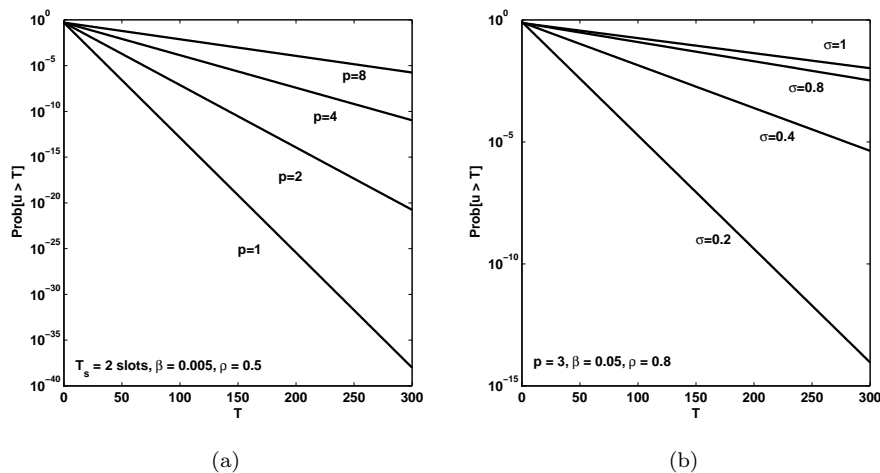 10^0
10^-5
10^-10
10^-15
10^-20
10^-25
10^-30
10^-35
10^-40
Prob[u > T]
p=8
p=4
p=2
p=1
T_s = 2 slots, β = 0.005, ρ = 0.5
0 50 100 150 200 250 300
T
(a)
10^0
10^-5
10^-10
10^-15
Prob[u > T]
σ=1
σ=0.8
σ=0.4
σ=0.2
p = 3, β = 0.05, ρ = 0.8
0 50 100 150 200 250 300
T
(b)